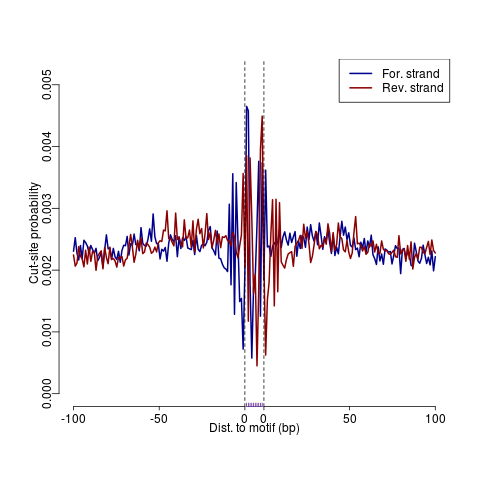 For. strand
Rev. strand
Cut-site probability
0.005
0.004
0.003
0.002
0.001
0.000
-100 -50 0 0 50 100
Dist. to motif (bp)